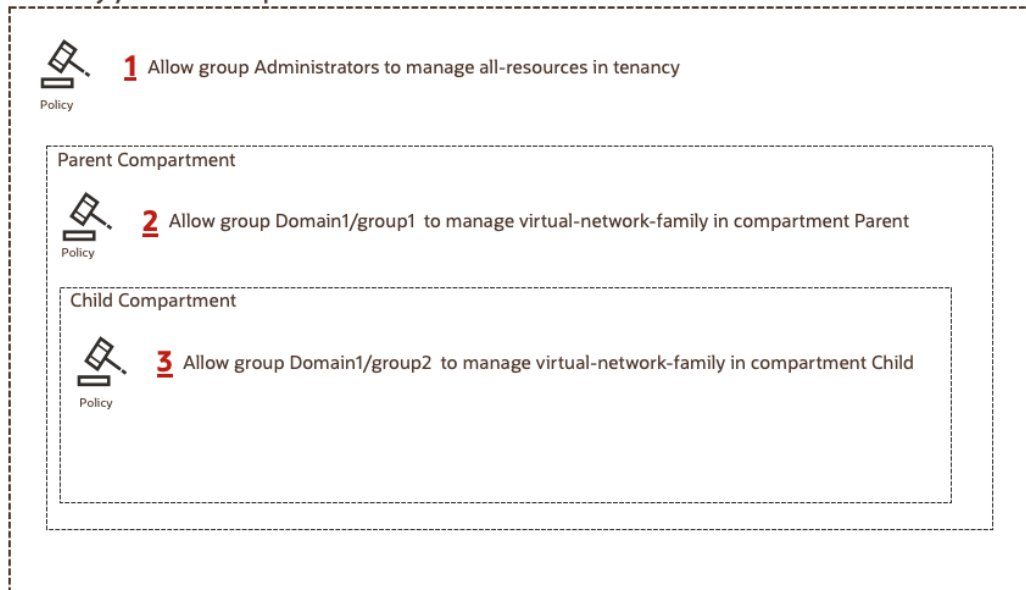 Policy
1 Allow group Administrators to manage all-resources in tenancy
Parent Compartment
Policy
2 Allow group Domain1/group1 to manage virtual-network-family in compartment Parent
Child Compartment
Policy
3 Allow group Domain1/group2 to manage virtual-network-family in compartment Child